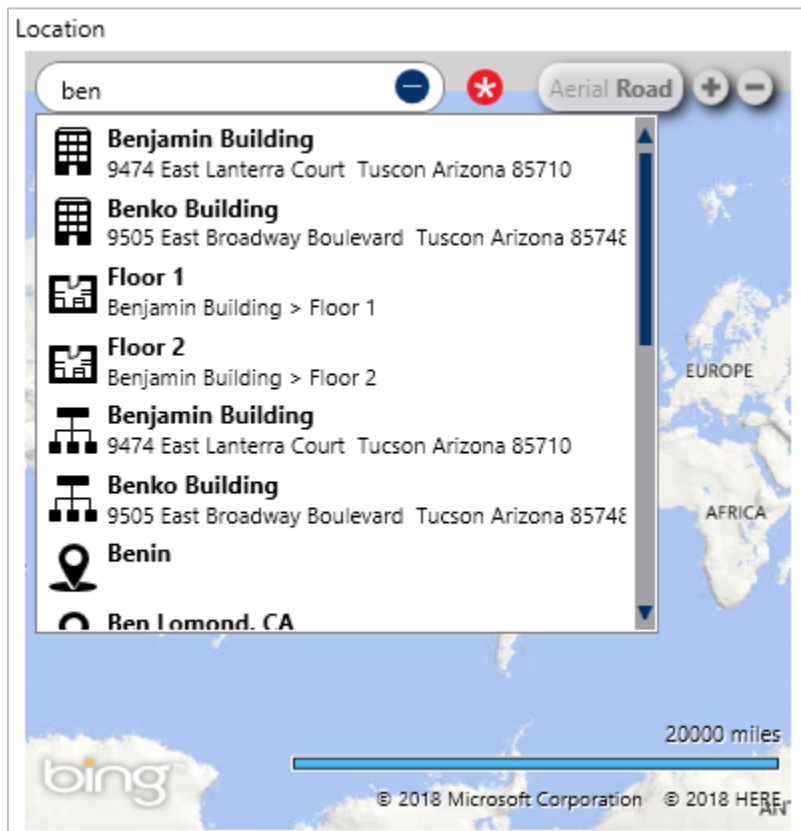 Location
ben
Aerial Road
Benjamin Building
9474 East Lanterra Court Tuscon Arizona 85710
Benko Building
9505 East Broadway Boulevard Tuscon Arizona 85748
Floor 1
Benjamin Building > Floor 1
Floor 2
Benjamin Building > Floor 2
Benjamin Building
9474 East Lanterra Court Tucson Arizona 85710
Benko Building
9505 East Broadway Boulevard Tucson Arizona 85748
Benin
Ben Lomond, CA
EUROPE
AFRICA
20000 miles
bing
© 2018 Microsoft Corporation © 2018 HERE